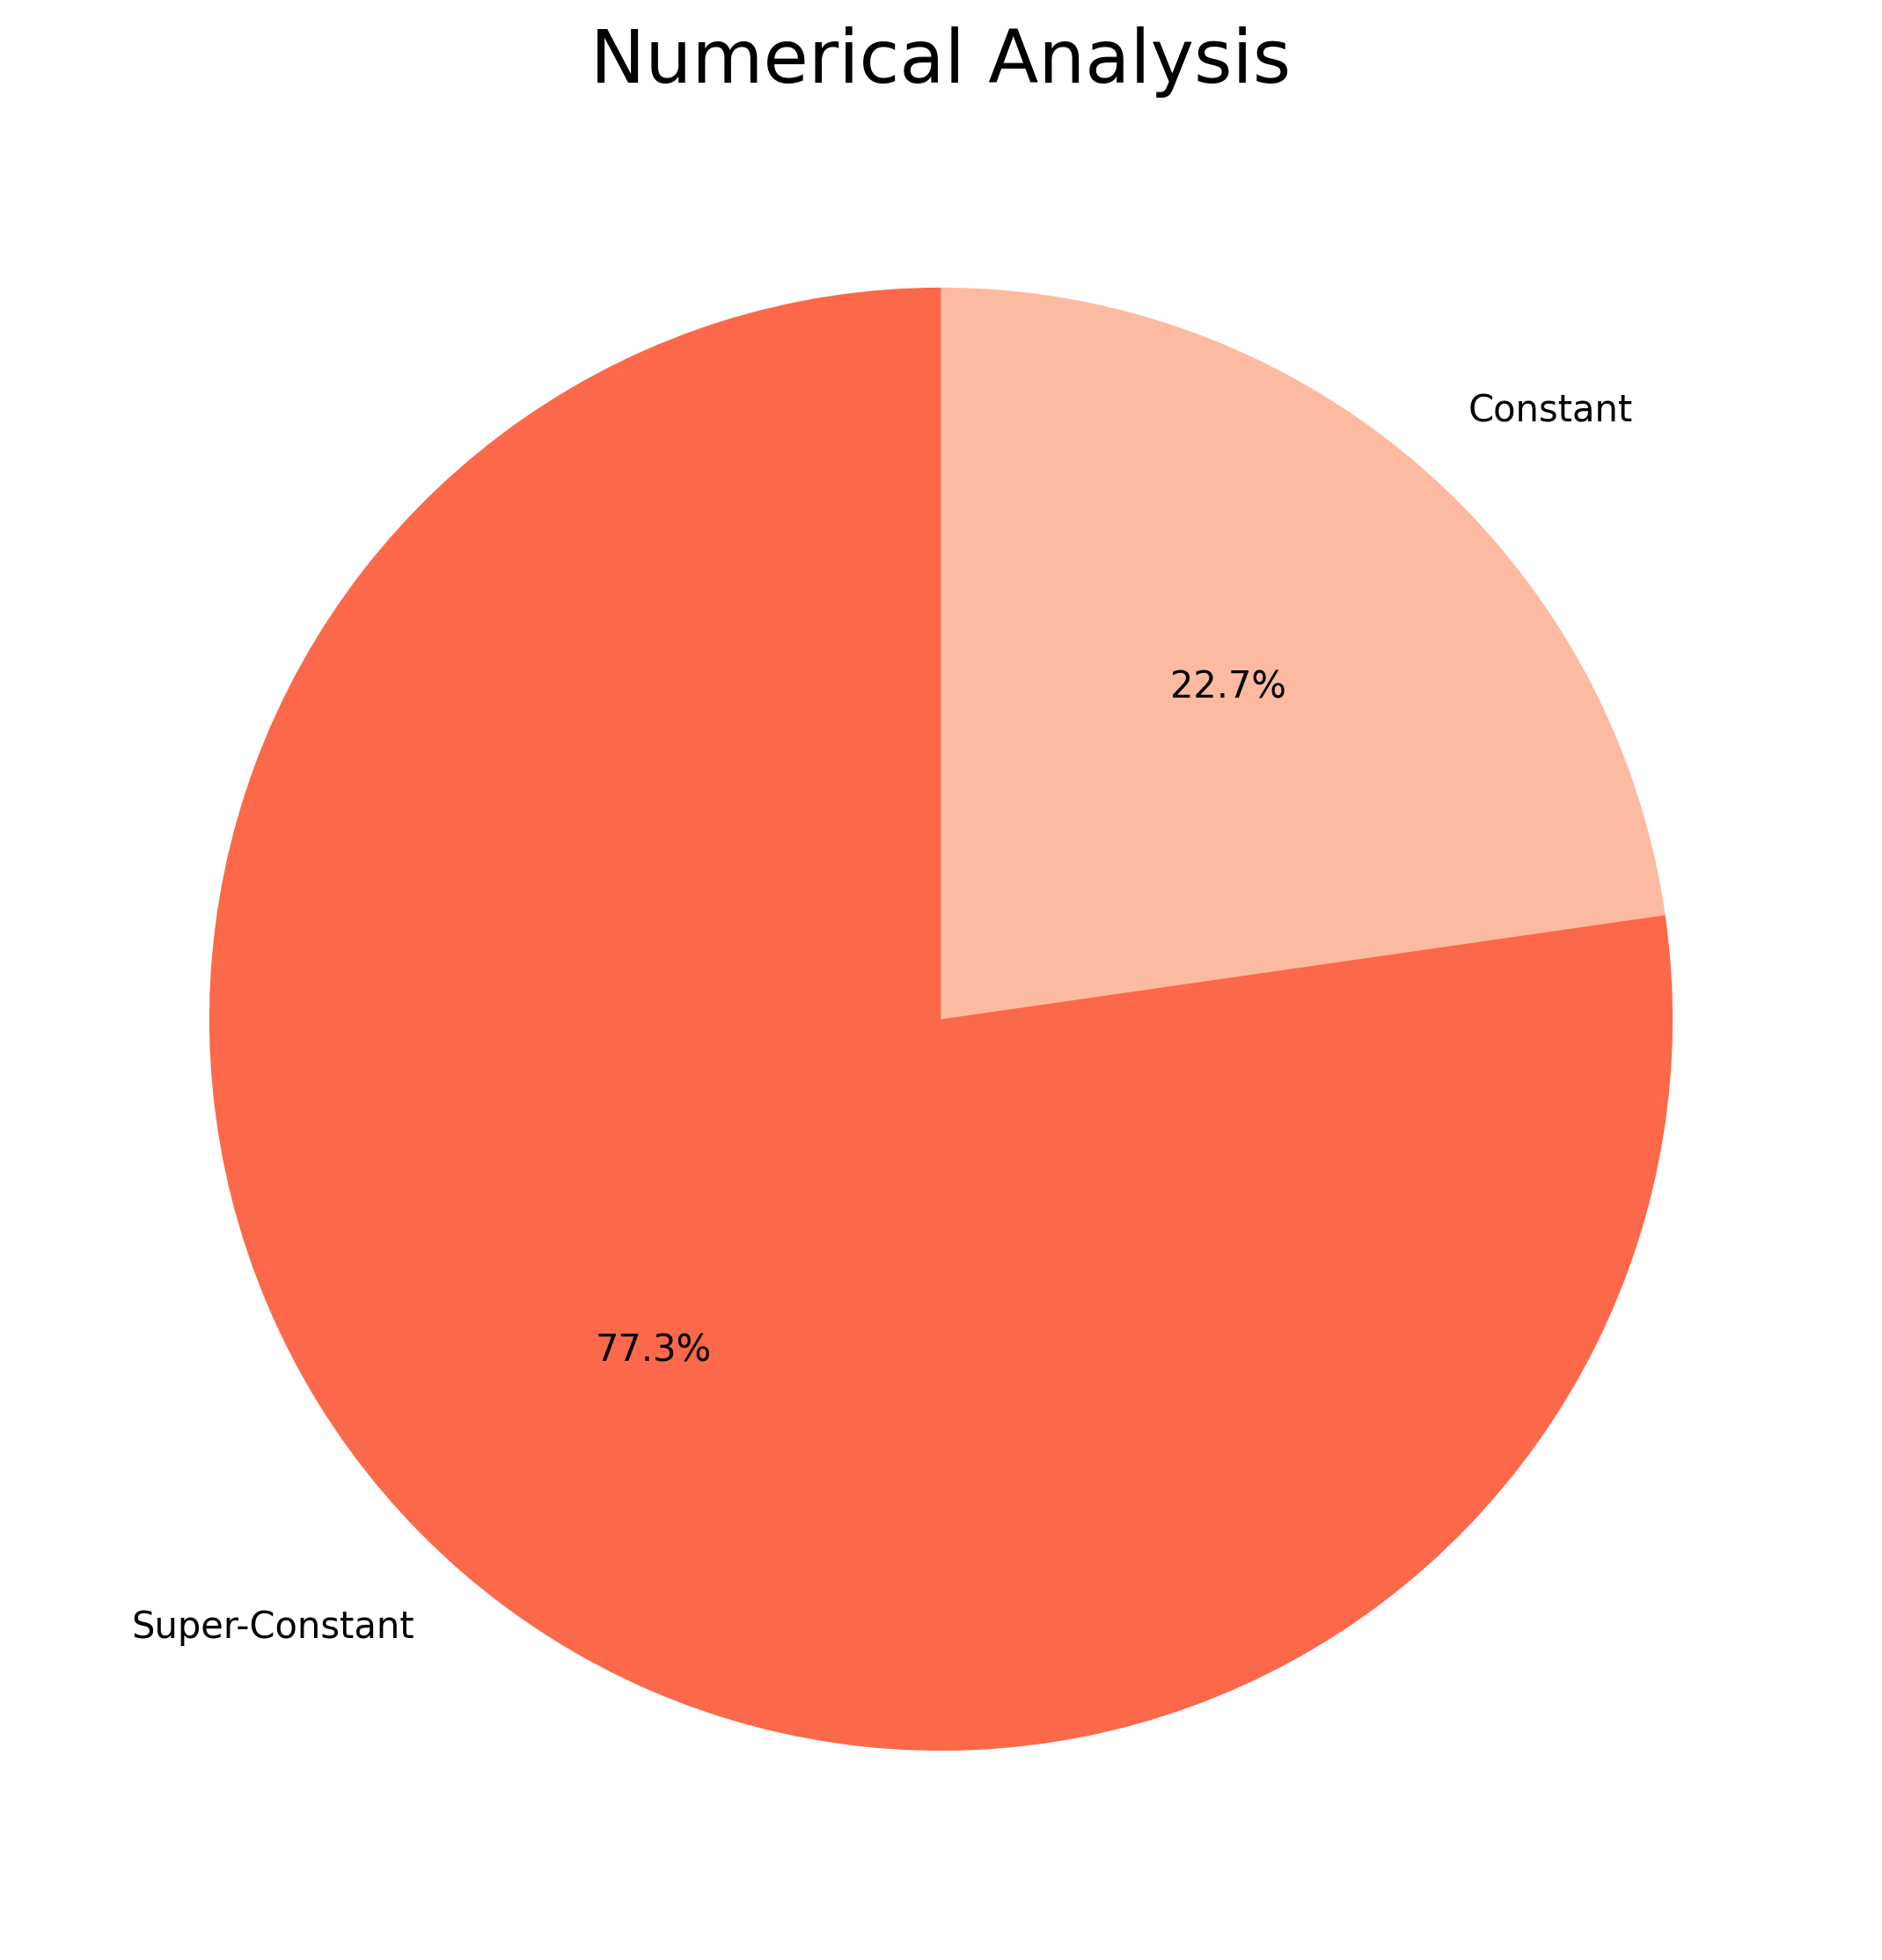 Numerical Analysis
Constant
22.7%
77.3%
Super-Constant